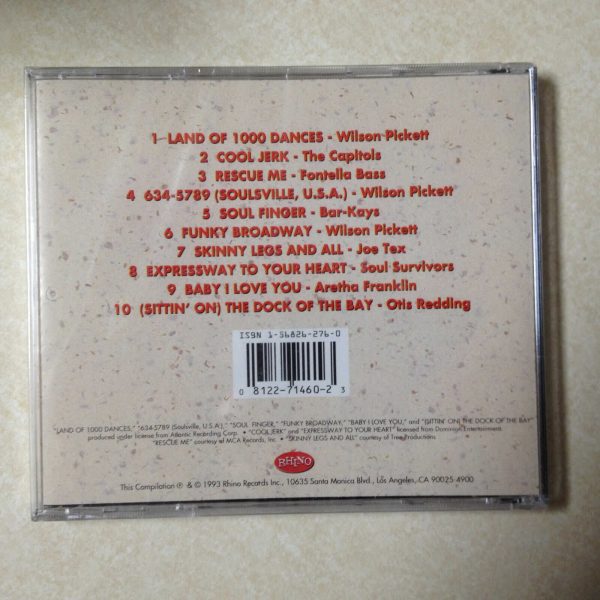 1 LAND OF 1000 DANCES - Wilson Pickett
2 COOL JERK - The Capitols
3 RESCUE ME - Fontella Bass
4 634-5789 (SOULSVILLE, U.S.A.) - Wilson Pickett
5 SOUL FINGER - Bar-Kays
6 FUNKY BROADWAY - Wilson Pickett
7 SKINNY LEGS AND ALL - Joe Tex
8 EXPRESSWAY TO YOUR HEART - Soul Survivors
9 BABY I LOVE YOU - Aretha Franklin
10 (SITTIN' ON) THE DOCK OF THE BAY - Otis Redding
ISBN 1-56826-276-0
0 8122-71460-2 3
"LAND OF 1000 DANCES," "634-5789 (Soulsville, U.S.A.)," "SOUL FINGER," "FUNKY BROADWAY," "BABY I LOVE YOU," and "(SITTIN' ON) THE DOCK OF THE BAY"
produced under license from Atlantic Recording Corp. • "COOL JERK" and "EXPRESSWAY TO YOUR HEART" licensed from Dominion Entertainment.
"RESCUE ME" courtesy of MCA Records, Inc. • "SKINNY LEGS AND ALL" courtesy of Tree Productions
RHINO
This Compilation ℗ & © 1993 Rhino Records Inc., 10635 Santa Monica Blvd., Los Angeles, CA 90025-4900